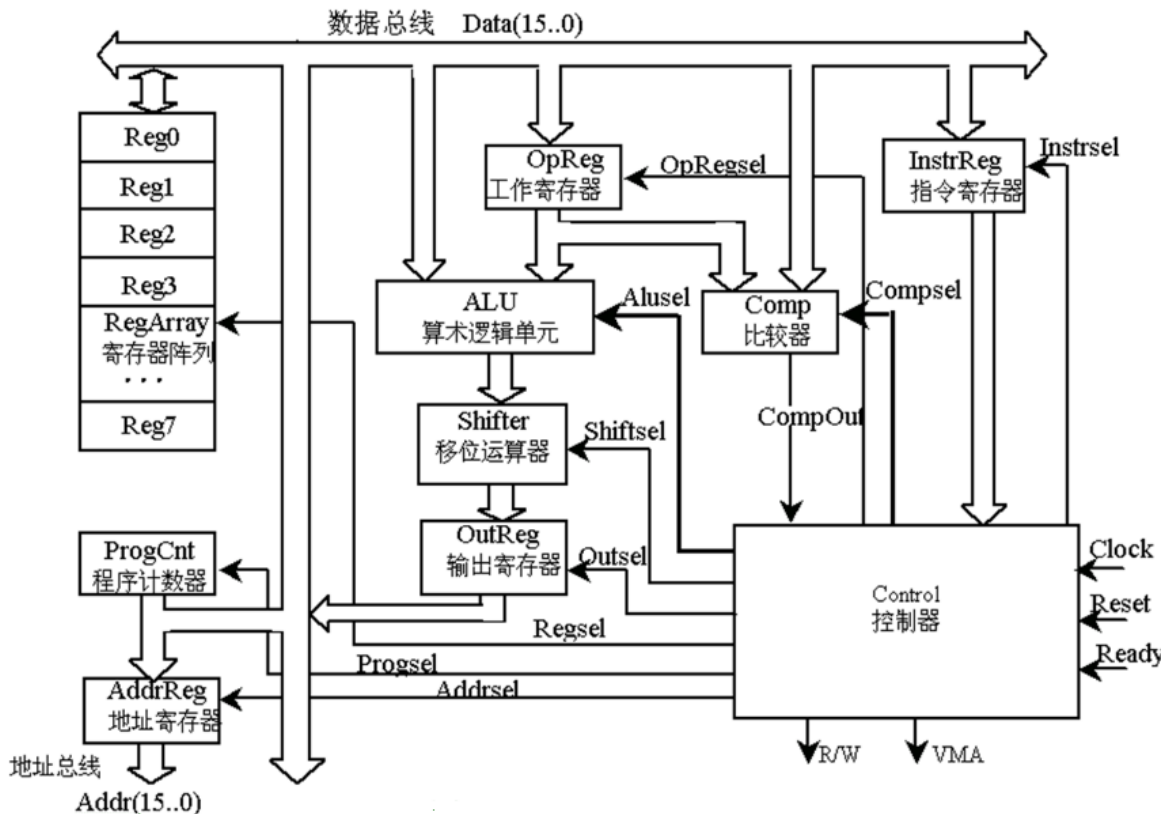 数据总线 Data(15..0)
Reg0
Reg1
Reg2
Reg3
RegArray
寄存器阵列
...
Reg7
OpReg
工作寄存器
OpRegsel
InstrReg
指令寄存器
Instrsel
ALU
算术逻辑单元
Alusel
Comp
比较器
Compsel
Shifter
移位运算器
Shiftsel
CompOut
OutReg
输出寄存器
Outsel
ProgCnt
程序计数器
Control
控制器
Clock
Reset
Ready
Regsel
Progsel
Addrsel
AddrReg
地址寄存器
地址总线
Addr(15..0)
R/W
VMA